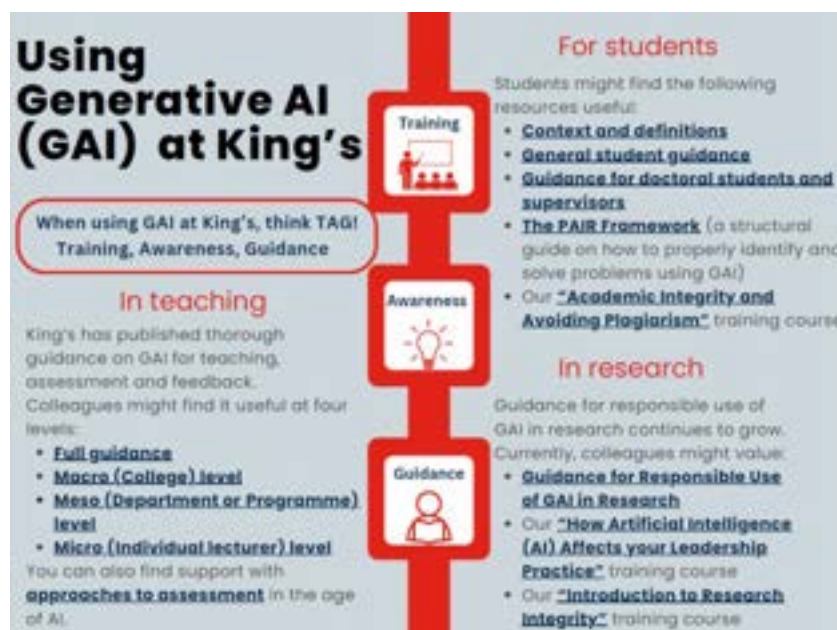 Using
Generative AI
(GAI) at King's
When using GAI at King's, think TAG!
Training, Awareness, Guidance
In teaching
King's has published thorough
guidance on GAI for teaching,
assessment and feedback.
Colleagues might find it useful at four
levels:
• Full guidance
• Macro (College) level
• Meso (Department or Programme)
level
• Micro (Individual lecturer) level
You can also find support with
approaches to assessment in the age
of AI.
Training
Awareness
Guidance
For students
Students might find the following
resources useful:
• Context and definitions
• General student guidance
• Guidance for doctoral students and
supervisors
• The PAIR Framework (a structural
guide on how to properly identify and
solve problems using GAI)
• Our "Academic Integrity and
Avoiding Plagiarism" training course
In research
Guidance for responsible use of
GAI in research continues to grow.
Currently, colleagues might value:
• Guidance for Responsible Use
of GAI in Research
• Our "How Artificial Intelligence
(AI) Affects your Leadership
Practice" training course
• Our "Introduction to Research
Integrity" training course